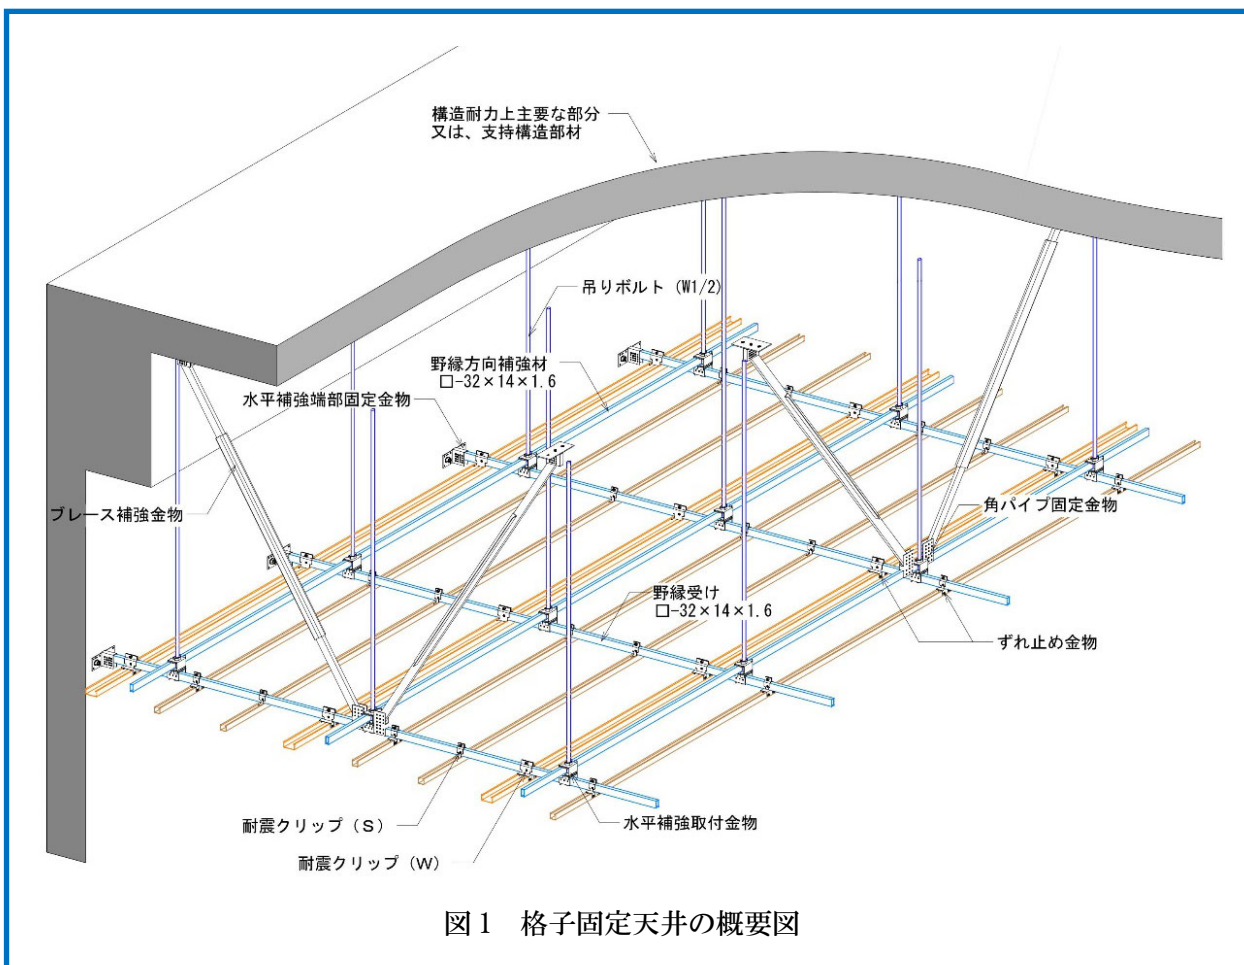 構造耐力上主要な部分
又は、支持構造部材
吊りボルト (W1/2)
野縁方向補強材
□-32×14×1.6
水平補強端部固定金物
ブレース補強金物
角パイプ固定金物
野縁受け
□-32×14×1.6
ずれ止め金物
耐震クリップ（S）
水平補強取付金物
耐震クリップ（W）
図１　格子固定天井の概要図